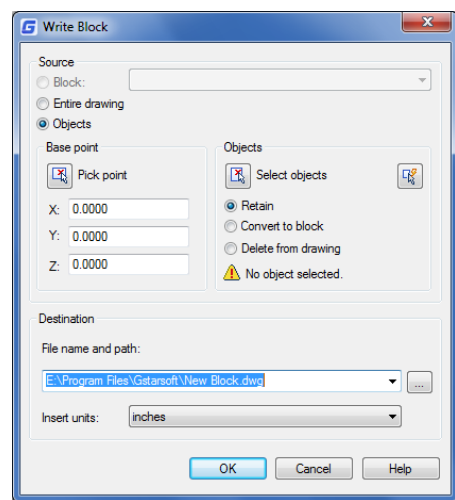 Write Block
Source
Block:
Entire drawing
Objects
Base point
Pick point
X: 0.0000
Y: 0.0000
Z: 0.0000
Objects
Select objects
Retain
Convert to block
Delete from drawing
No object selected.
Destination
File name and path:
E:\Program Files\Gstarsoft\New Block.dwg
...
Insert units: inches
OK Cancel Help